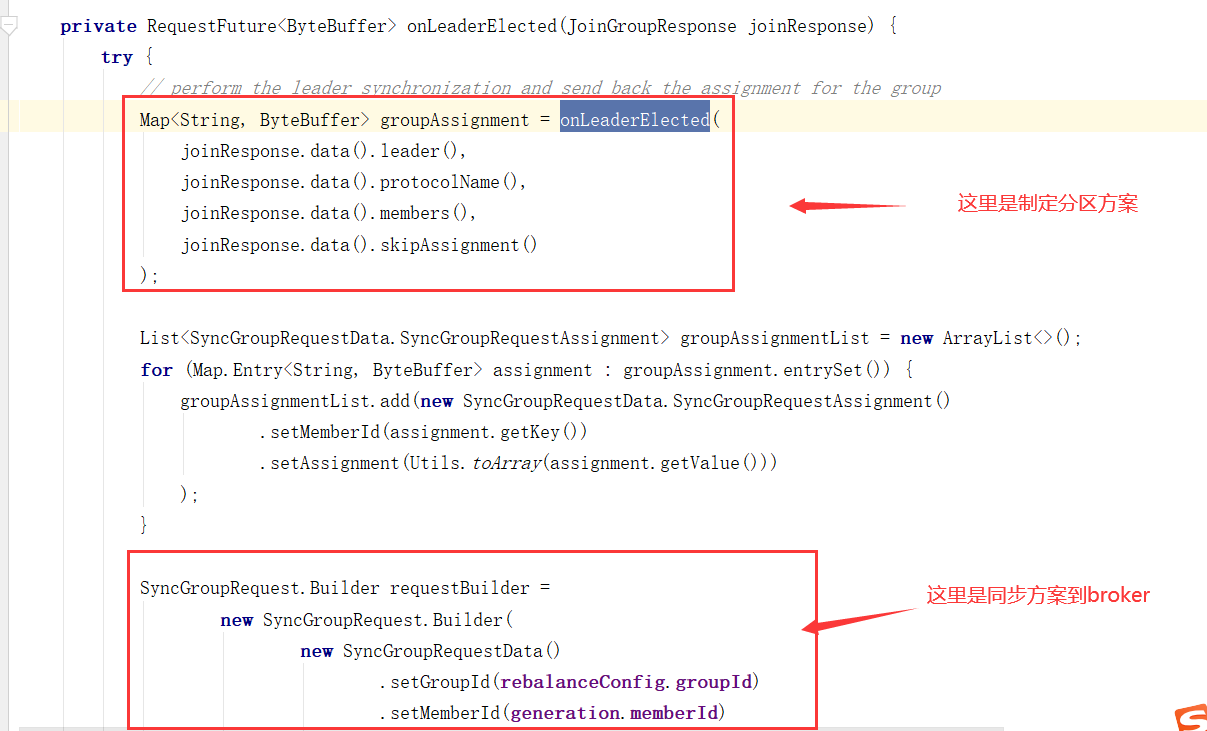 private RequestFuture<ByteBuffer> onLeaderElected(JoinGroupResponse joinResponse) {
try {
// perform the leader synchronization and send back the assignment for the group
Map<String, ByteBuffer> groupAssignment = onLeaderElected(
joinResponse.data().leader(),
joinResponse.data().protocolName(),
joinResponse.data().members(),
joinResponse.data().skipAssignment()
);
这里是制定分区方案
List<SyncGroupRequestData.SyncGroupRequestAssignment> groupAssignmentList = new ArrayList<>();
for (Map.Entry<String, ByteBuffer> assignment : groupAssignment.entrySet()) {
groupAssignmentList.add(new SyncGroupRequestData.SyncGroupRequestAssignment()
.setMemberId(assignment.getKey())
.setAssignment(Utils.toArray(assignment.getValue()))
);
}
SyncGroupRequest.Builder requestBuilder =
new SyncGroupRequest.Builder(
new SyncGroupRequestData()
.setGroupId(rebalanceConfig.groupId)
.setMemberId(generation.memberId)
这里是同步方案到broker